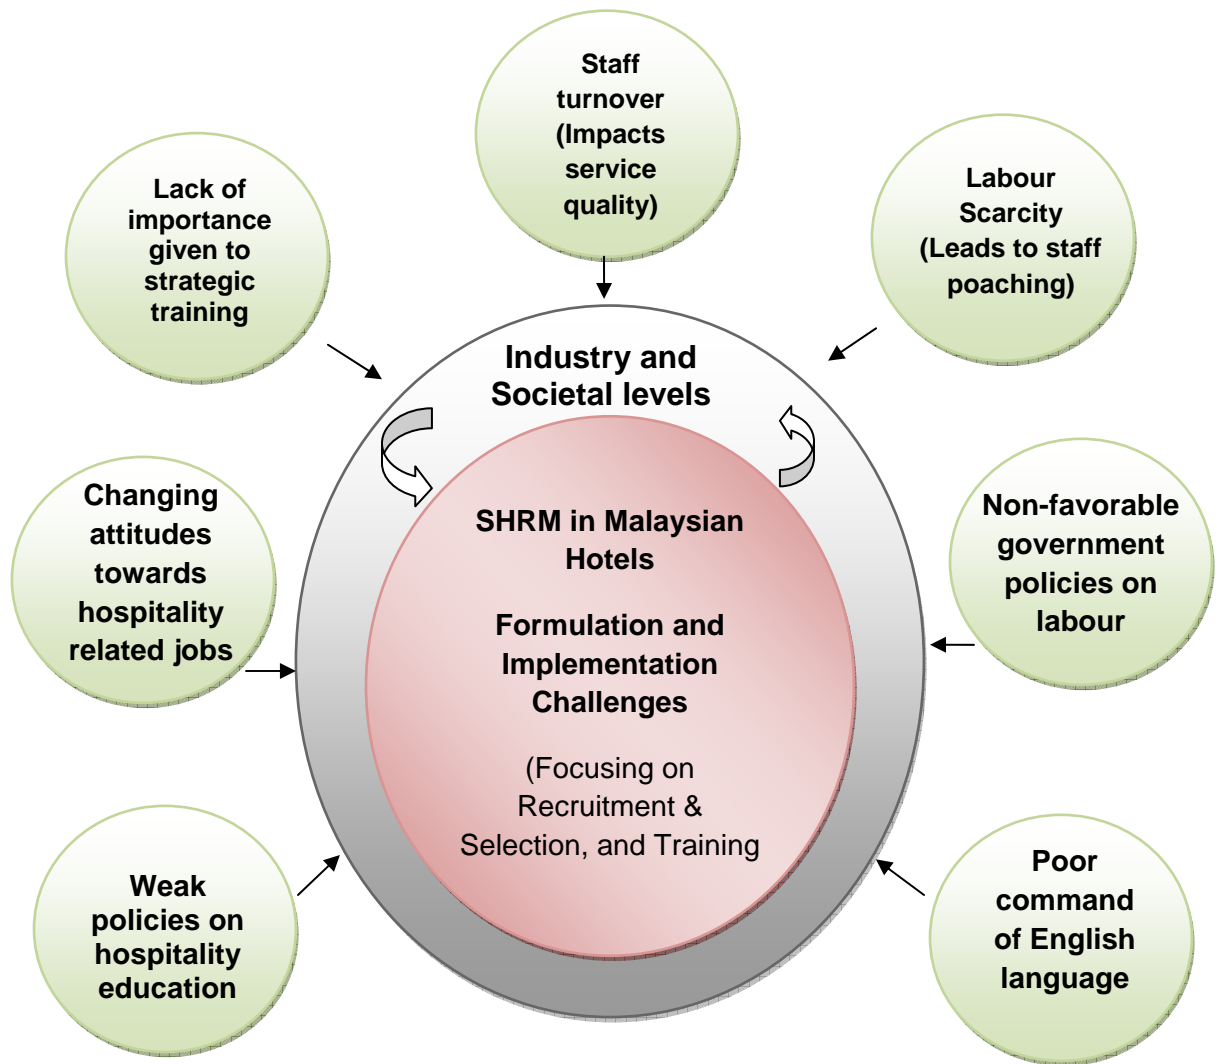 Staff
turnover
(Impacts
service
quality)
Lack of
importance
given to
strategic
training
Labour
Scarcity
(Leads to staff
poaching)
Industry and
Societal levels
Changing
attitudes
towards
hospitality
related jobs
SHRM in Malaysian
Hotels
Formulation and
Implementation
Challenges
(Focusing on
Recruitment &
Selection, and Training
Non-favorable
government
policies on
labour
Weak
policies on
hospitality
education
Poor
command
of English
language